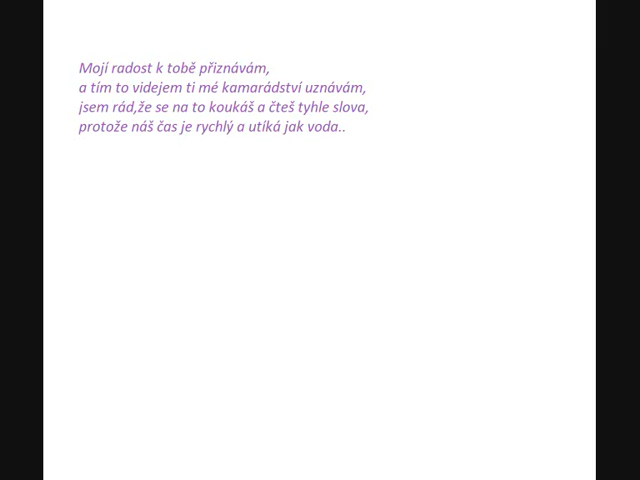 Mojí radost k tobě přiznávám,
a tím to videjem ti mé kamarádství uznávám,
jsem rád,že se na to koukáš a čteš tyhle slova,
protože náš čas je rychlý a utíká jak voda..